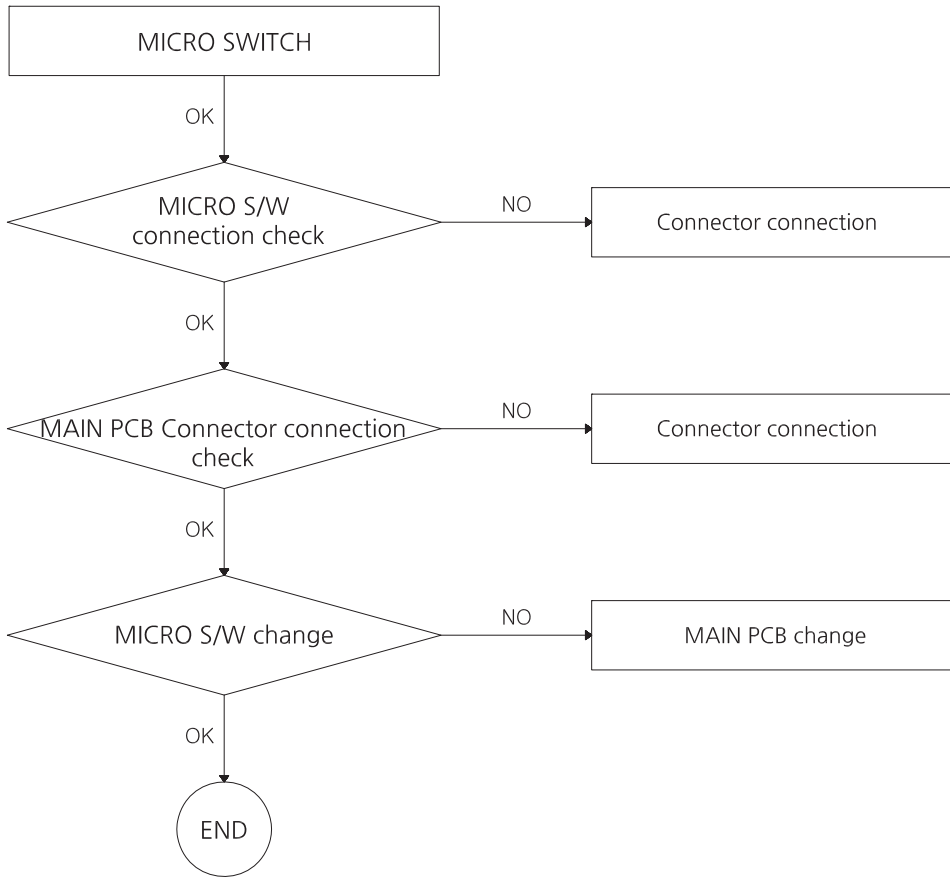 MICRO SWITCH
OK
MICRO S/W
connection check
NO
Connector connection
OK
MAIN PCB Connector connection
check
NO
Connector connection
OK
MICRO S/W change
NO
MAIN PCB change
OK
END